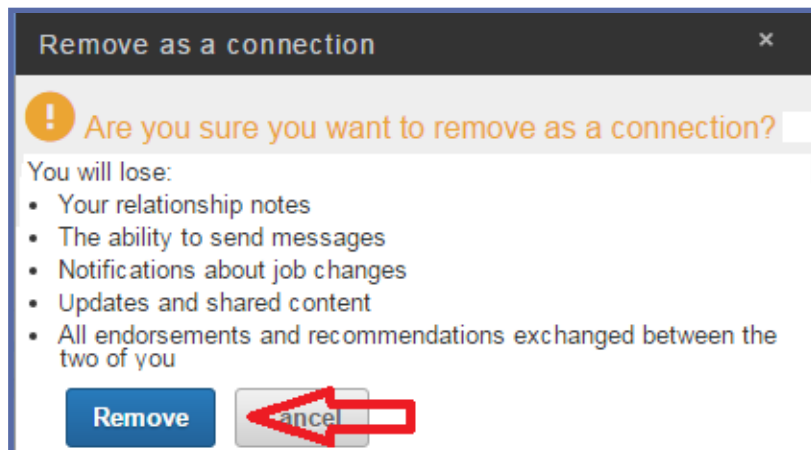 Remove as a connection ×
! Are you sure you want to remove as a connection?
You will lose:
• Your relationship notes
• The ability to send messages
• Notifications about job changes
• Updates and shared content
• All endorsements and recommendations exchanged between the
two of you
Remove ancel